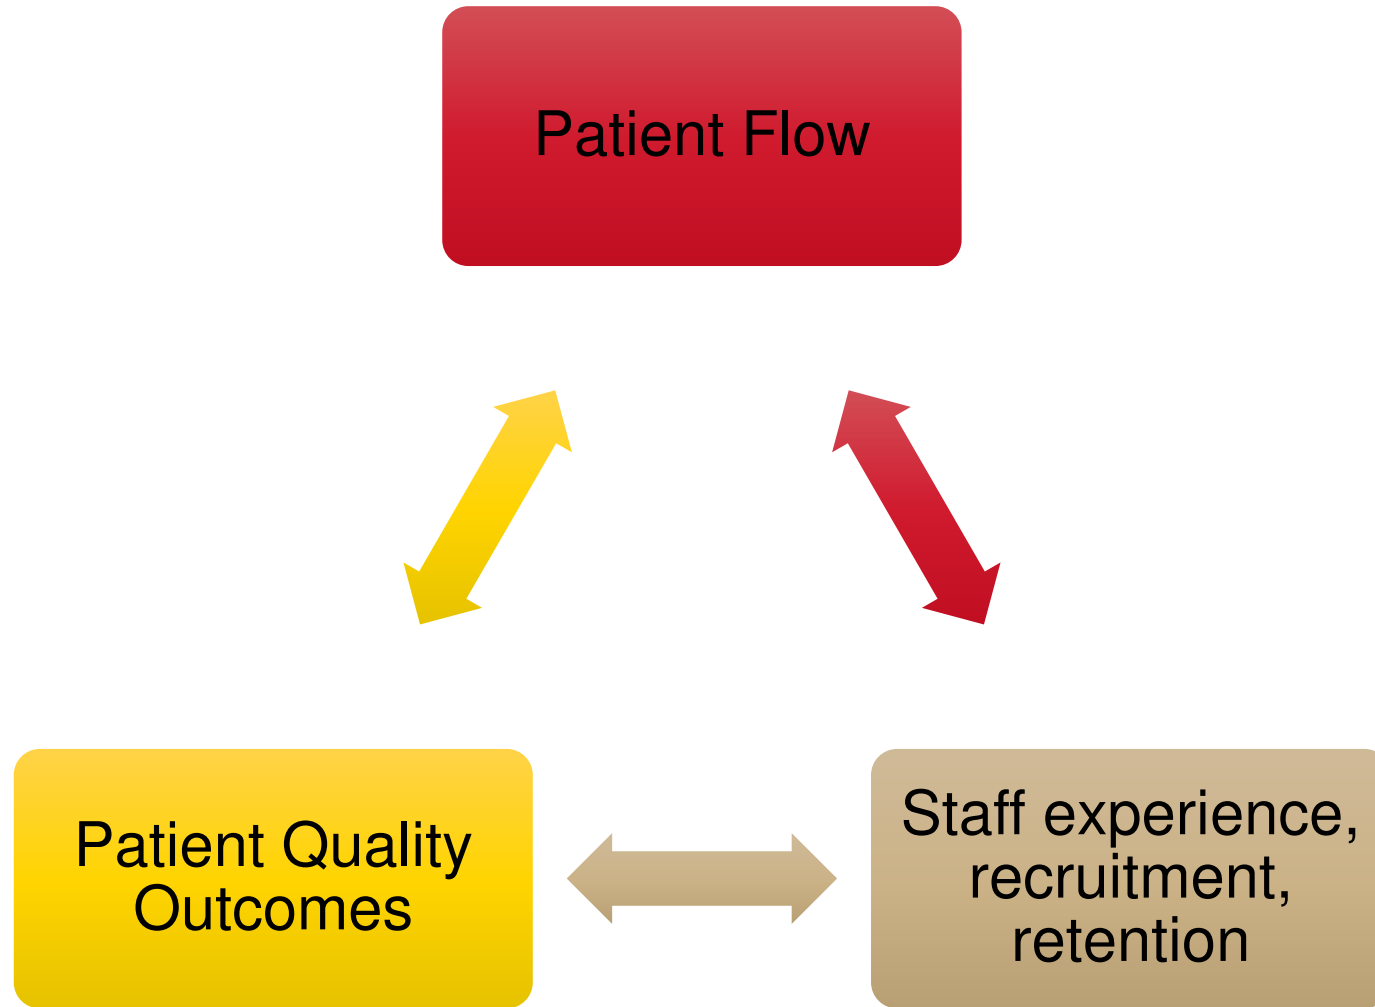 Patient Flow
Patient Quality
Outcomes
Staff experience,
recruitment,
retention